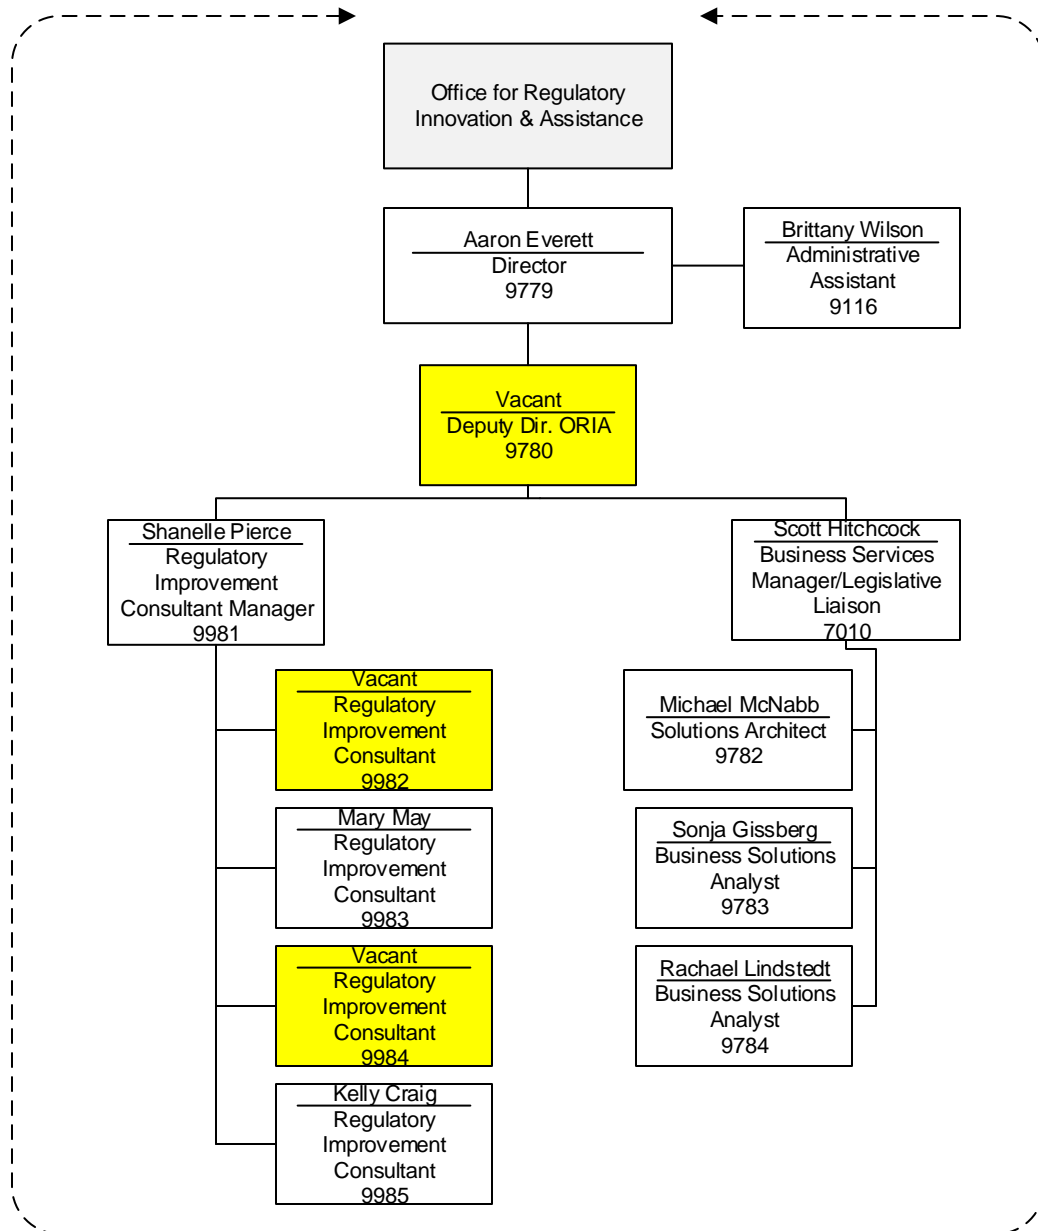 Office for Regulatory
Innovation & Assistance
Aaron Everett
Director
9779
Brittany Wilson
Administrative
Assistant
9116
Vacant
Deputy Dir. ORIA
9780
Shanelle Pierce
Regulatory
Improvement
Consultant Manager
9981
Scott Hitchcock
Business Services
Manager/Legislative
Liaison
7010
Vacant
Regulatory
Improvement
Consultant
9982
Mary May
Regulatory
Improvement
Consultant
9983
Vacant
Regulatory
Improvement
Consultant
9984
Kelly Craig
Regulatory
Improvement
Consultant
9985
Michael McNabb
Solutions Architect
9782
Sonja Gissberg
Business Solutions
Analyst
9783
Rachael Lindstedt
Business Solutions
Analyst
9784